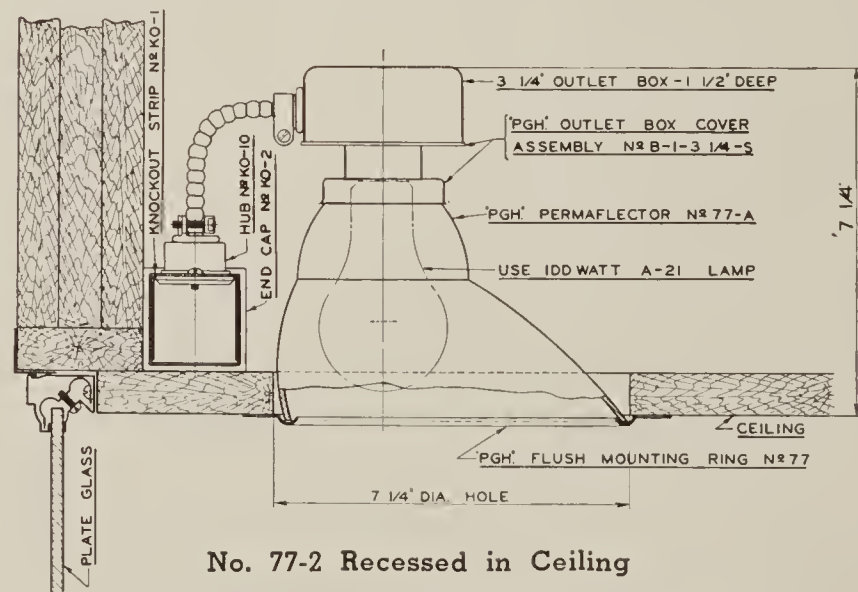 KNOCKOUT STRIP Nº KO-1
HUB Nº KO-10
END CAP Nº KO-2
3 1/4" OUTLET BOX - 1 1/2" DEEP
"PGH." OUTLET BOX COVER
ASSEMBLY Nº B-1-3 1/4-S
"PGH." PERMAFLECTOR Nº 77-A
USE 100 WATT A-21 LAMP
7 1/4"
CEILING
"PGH." FLUSH MOUNTING RING Nº 77
7 1/4" DIA. HOLE
PLATE GLASS
No. 77-2 Recessed in Ceiling